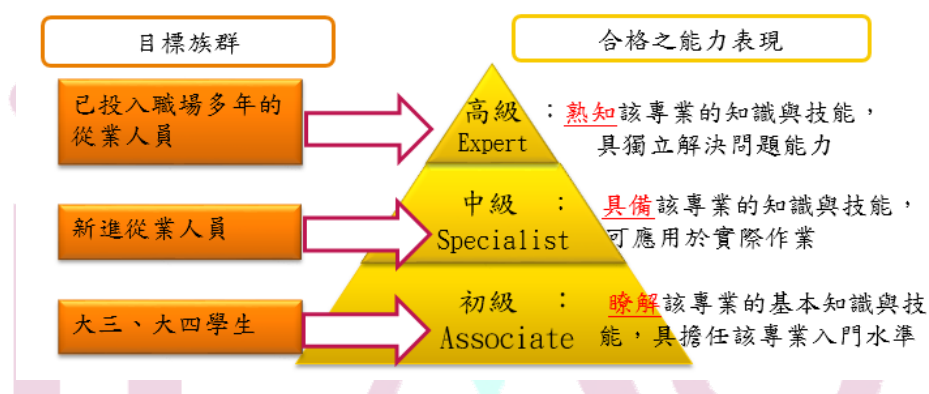 目標族群
合格之能力表現
已投入職場多年的
從業人員
高級 ：熟知該專業的知識與技能，
Expert 具獨立解決問題能力
新進從業人員
中級 ：具備該專業的知識與技能，
Specialist 可應用於實際作業
大三、大四學生
初級 ：瞭解該專業的基本知識與技
Associate 能，具擔任該專業入門水準